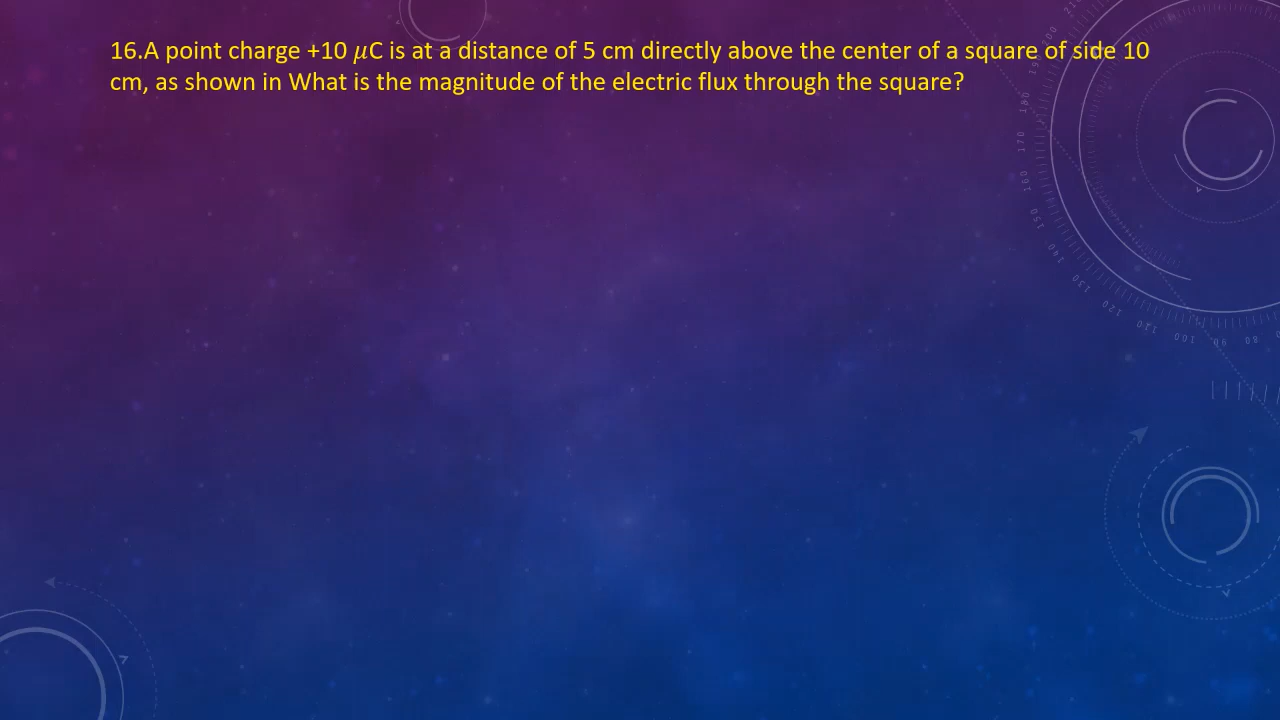 16.A point charge +10 𝜇C is at a distance of 5 cm directly above the center of a square of side 10
cm, as shown in What is the magnitude of the electric flux through the square?